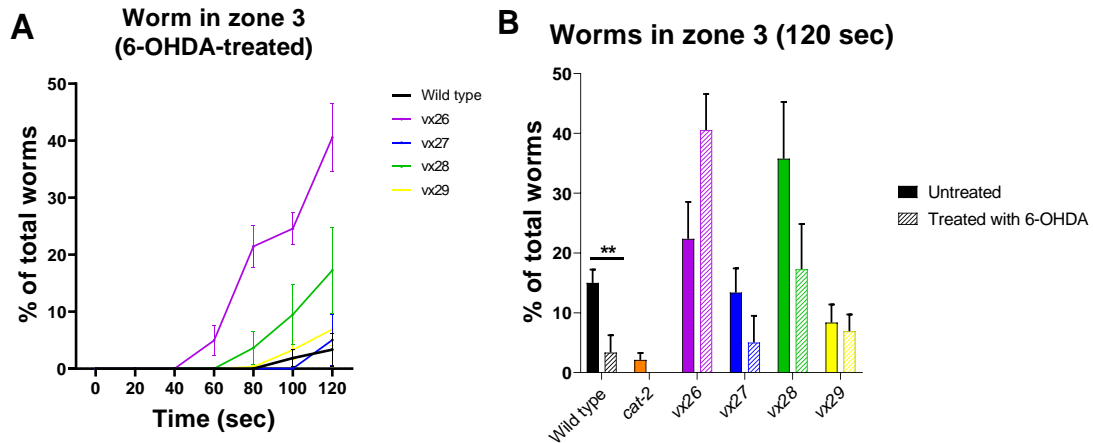 A
Worm in zone 3
(6-OHDA-treated)
% of total worms
50
40
30
20
10
0
0 20 40 60 80 100 120
Time (sec)
Wild type
vx26
vx27
vx28
vx29
B
Worms in zone 3 (120 sec)
% of total worms
50
40
30
20
10
0
**
Wild type
cat-2
vx26
vx27
vx28
vx29
Untreated
Treated with 6-OHDA